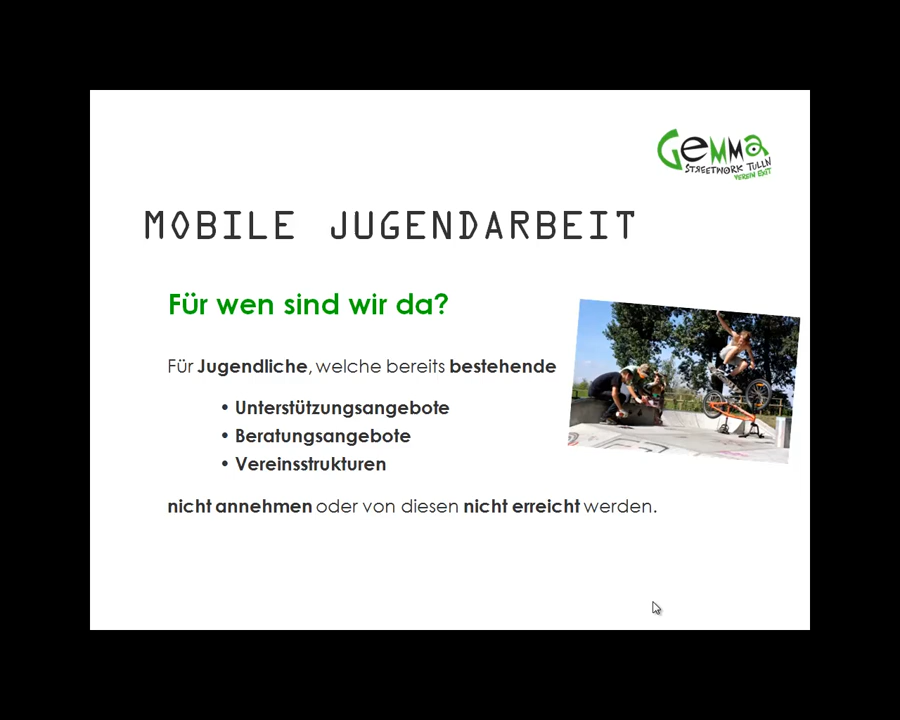 GEMMA
STREETWORK TULLN
VEREIN EXIT
MOBILE JUGENDARBEIT
Für wen sind wir da?
Für Jugendliche, welche bereits bestehende
• Unterstützungsangebote
• Beratungsangebote
• Vereinsstrukturen
nicht annehmen oder von diesen nicht erreicht werden.